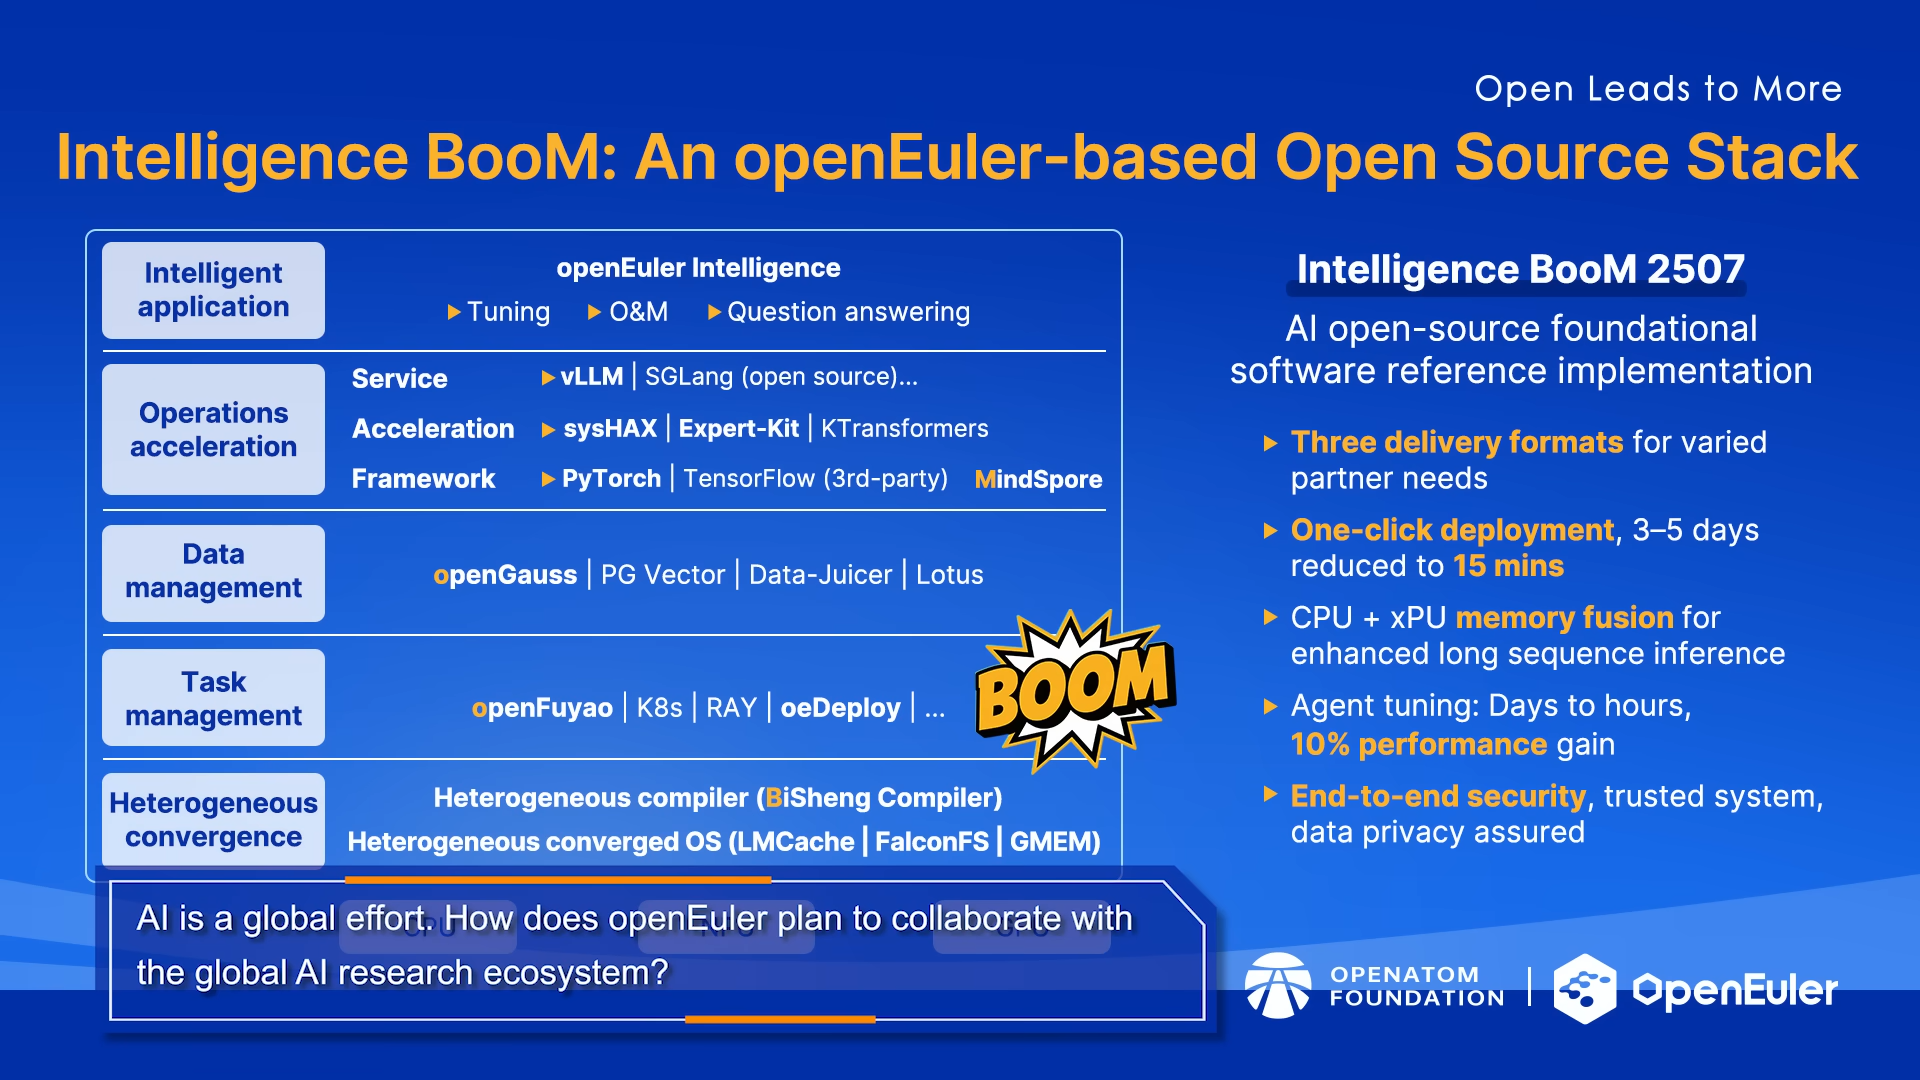 Open Leads to More
Intelligence BooM: An openEuler-based Open Source Stack
Intelligent
application
openEuler Intelligence
Tuning
O&M
Question answering
Operations
acceleration
Service
vLLM | SGLang (open source)...
Acceleration
sysHAX | Expert-Kit | KTransformers
Framework
PyTorch | TensorFlow (3rd-party)
MindSpore
Data
management
openGauss | PG Vector | Data-Juicer | Lotus
Task
management
openFuyao | K8s | RAY | oeDeploy | ...
BOOM
Heterogeneous
convergence
Heterogeneous compiler (BiSheng Compiler)
Heterogeneous converged OS (LMCache | FalconFS | GMEM)
CPU
NPU
GPU
Intelligence BooM 2507
AI open-source foundational
software reference implementation
Three delivery formats for varied
partner needs
One-click deployment, 3–5 days
reduced to 15 mins
CPU + xPU memory fusion for
enhanced long sequence inference
Agent tuning: Days to hours,
10% performance gain
End-to-end security, trusted system,
data privacy assured
AI is a global effort. How does openEuler plan to collaborate with
the global AI research ecosystem?
OPENATOM
FOUNDATION
OpenEuler